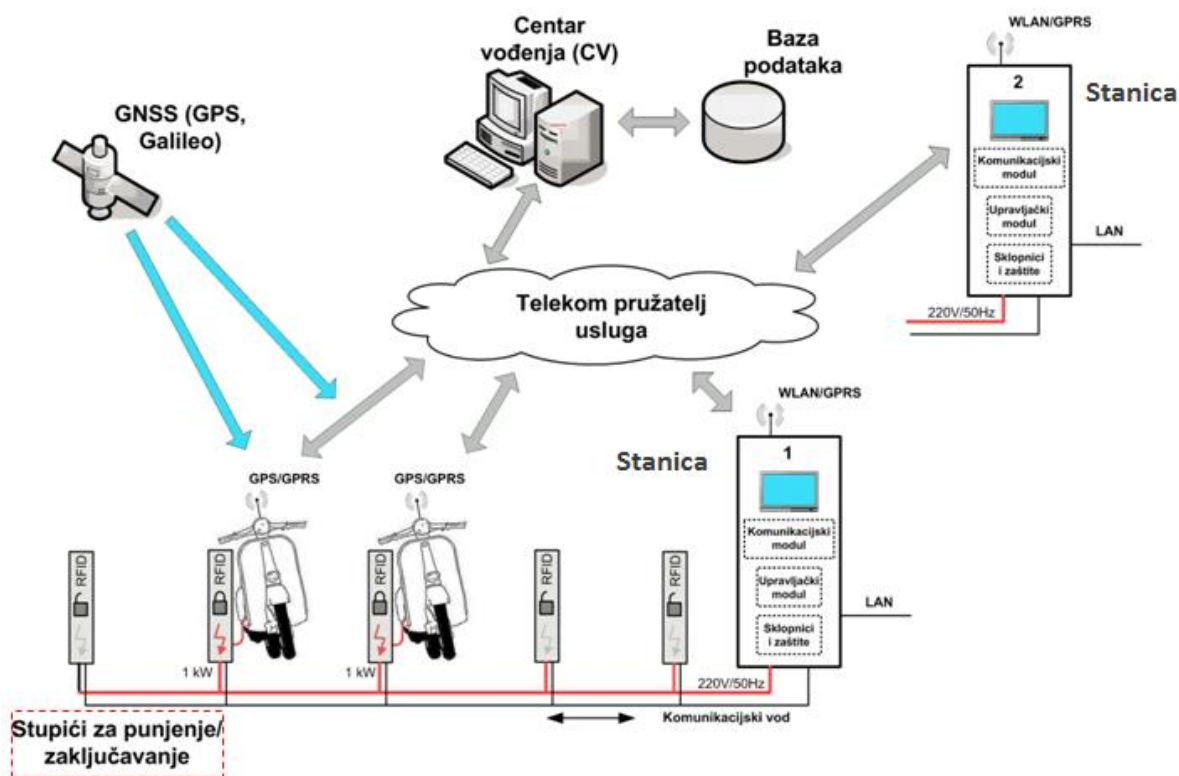 Centar
vođenja (CV)
Baza
podataka
GNSS (GPS,
Galileo)
WLAN/GPRS
2
Stanica
Komunikacijski
modul
Upravljački
modul
Sklopnici
i zaštite
LAN
220V/50Hz
Telekom pružatelj
usluga
WLAN/GPRS
Stanica
1
Komunikacijski
modul
Upravljački
modul
Sklopnici
i zaštite
LAN
220V/50Hz
GPS/GPRS
GPS/GPRS
RFID
RFID
RFID
RFID
RFID
1 kW
1 kW
Komunikacijski vod
Stupići za punjenje/
zaključavanje